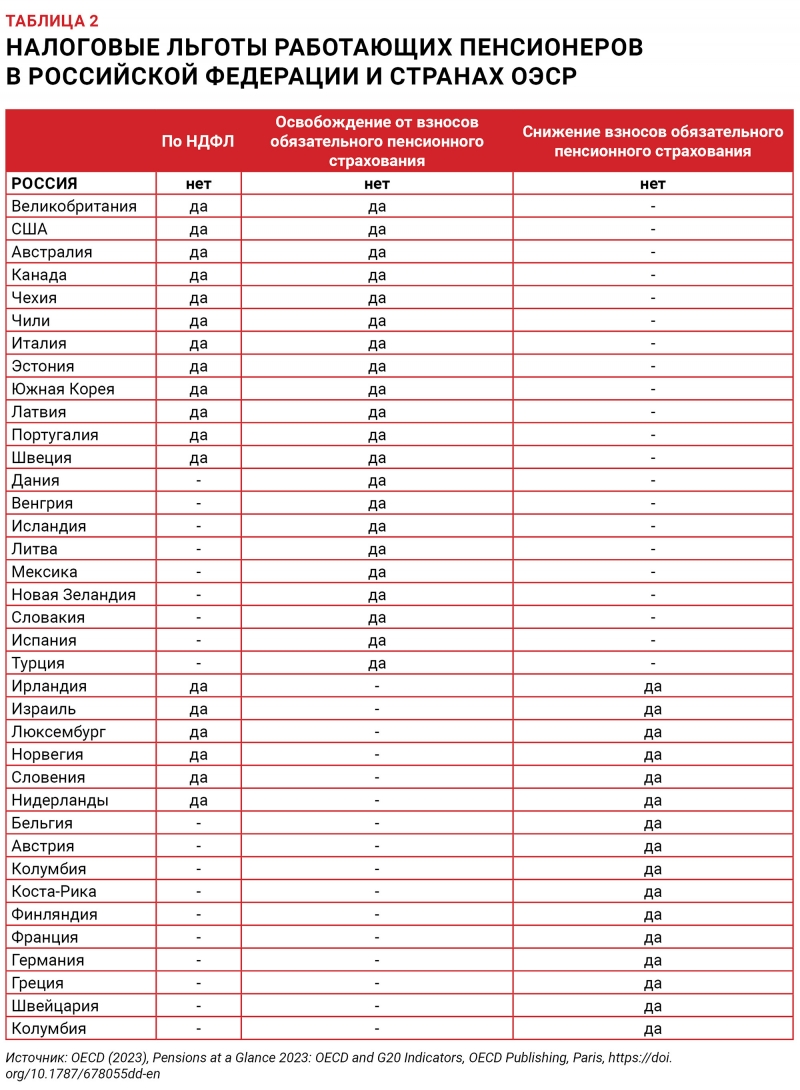 ТАБЛИЦА 2
НАЛОГОВЫЕ ЛЬГОТЫ РАБОТАЮЩИХ ПЕНСИОНЕРОВ
В РОССИЙСКОЙ ФЕДЕРАЦИИ И СТРАНАХ ОЭСР
По НДФЛ
Освобождение от взносов
обязательного пенсионного
страхования
Снижение взносов обязательного
пенсионного страхования
РОССИЯ нет нет нет
Великобритания да да -
США да да -
Австралия да да -
Канада да да -
Чехия да да -
Чили да да -
Италия да да -
Эстония да да -
Южная Корея да да -
Латвия да да -
Португалия да да -
Швеция да да -
Дания - да -
Венгрия - да -
Исландия - да -
Литва - да -
Мексика - да -
Новая Зеландия - да -
Словакия - да -
Испания - да -
Турция - да -
Ирландия да - да
Израиль да - да
Люксембург да - да
Норвегия да - да
Словения да - да
Нидерланды да - да
Бельгия - - да
Австрия - - да
Колумбия - - да
Коста-Рика - - да
Финляндия - - да
Франция - - да
Германия - - да
Греция - - да
Швейцария - - да
Колумбия - - да
Источник: OECD (2023), Pensions at a Glance 2023: OECD and G20 Indicators, OECD Publishing, Paris, https://doi.
org/10.1787/678055dd-en